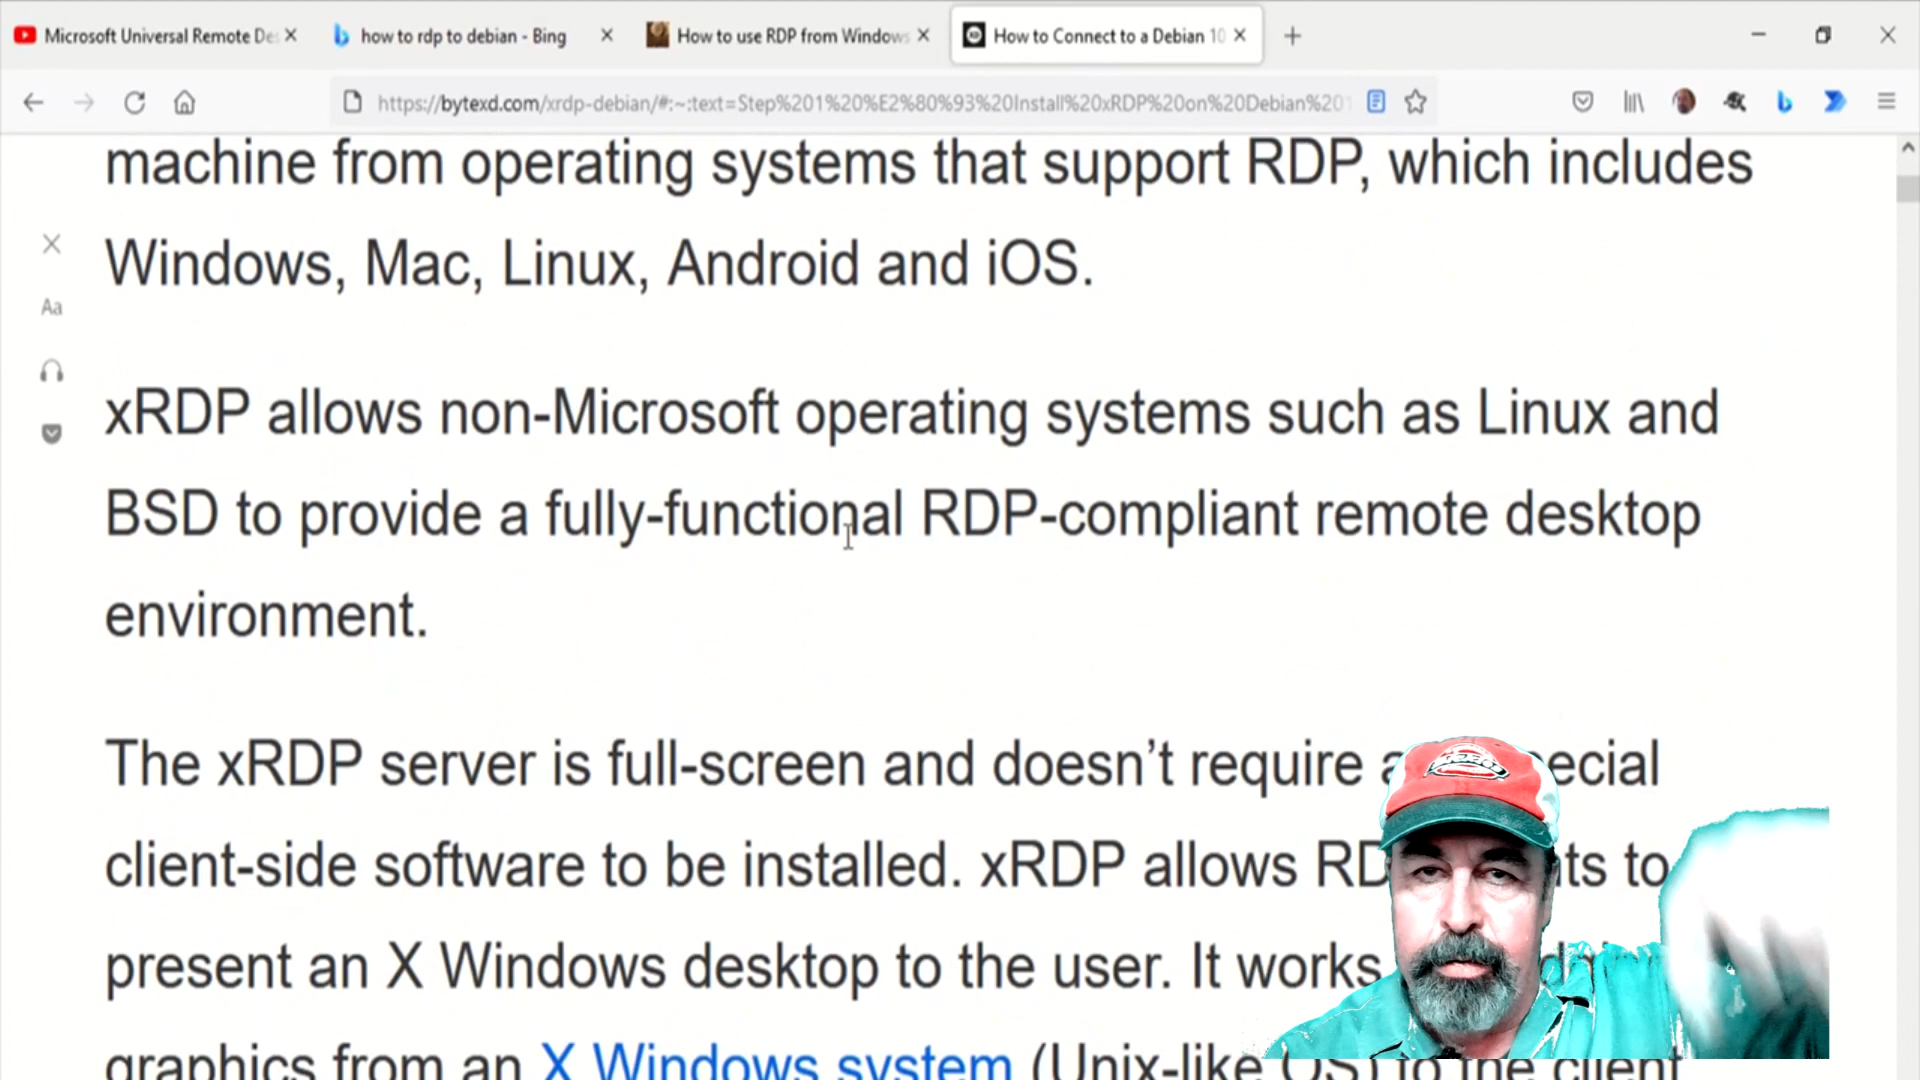 Microsoft Universal Remote De
how to rdp to debian - Bing
How to use RDP from Windows
How to Connect to a Debian 10
https://bytexd.com/xrdp-debian/#:~:text=Step%201%20%E2%80%93%20Install%20xRDP%20on%20Debian%201
machine from operating systems that support RDP, which includes
Windows, Mac, Linux, Android and iOS.
Aa
xRDP allows non-Microsoft operating systems such as Linux and
BSD to provide a fully-functional RDP-compliant remote desktop
environment.
The xRDP server is full-screen and doesn’t require a ecial
client-side software to be installed. xRDP allows RD ts to
present an X Windows desktop to the user. It works
graphics from an X Windows system (Unix-like OS) to the client